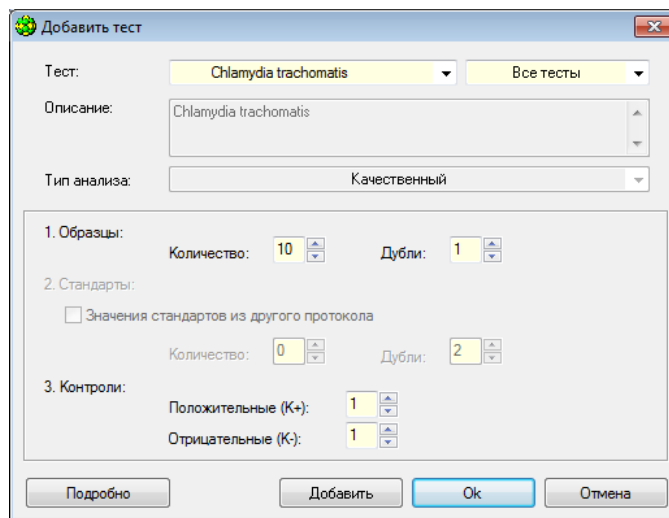 Добавить тест
Тест: Chlamydia trachomatis Все тесты
Описание: Chlamydia trachomatis
Тип анализа: Качественный
1. Образцы:
Количество: 10 Дубли: 1
2. Стандарты:
Значения стандартов из другого протокола
Количество: 0 Дубли: 2
3. Контроли:
Положительные (К+): 1
Отрицательные (К-): 1
Подробно Добавить Ok Отмена